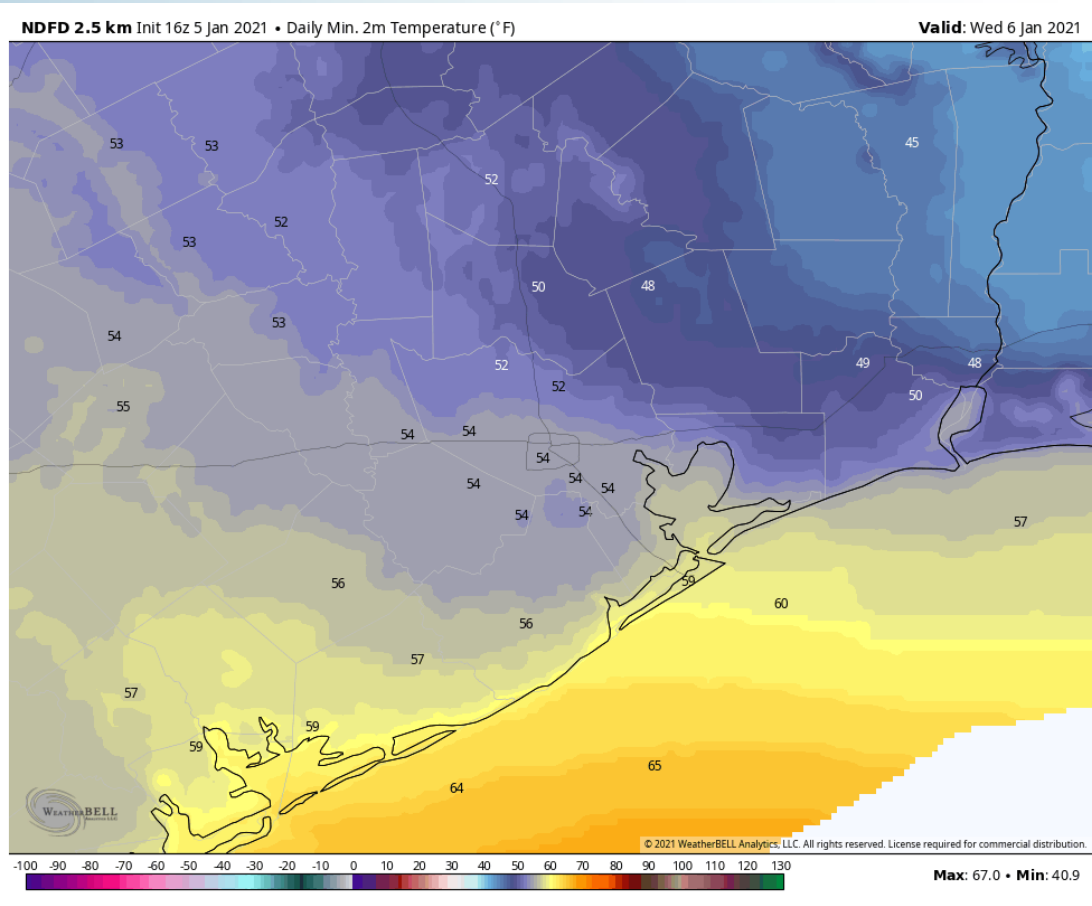 NDFD 2.5 km Init 16z 5 Jan 2021 • Daily Min. 2m Temperature (°F) Valid: Wed 6 Jan 2021
53 53 45
52
52
53
50 48
53
54
52 49 48
52 50
55
54 54
54
54 54 54
54 54
57
59
56 60
56
57
57
59
59
65
64
WEATHERBELL
© 2021 WeatherBELL Analytics, LLC. All rights reserved. License required for commercial distribution.
-100 -90 -80 -70 -60 -50 -40 -30 -20 -10 0 10 20 30 40 50 60 70 80 90 100 110 120 130
Max: 67.0 • Min: 40.9